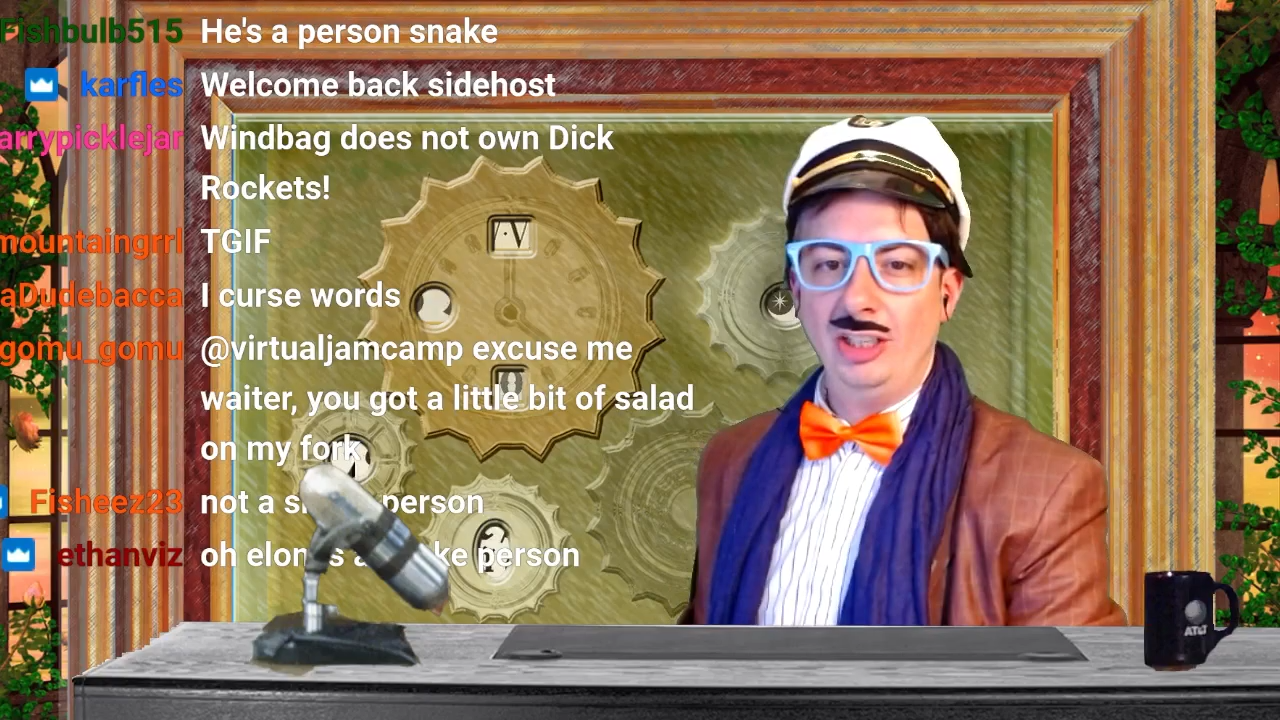 Fishbulb515 He's a person snake
karfles Welcome back sidehost
arrypicklejar Windbag does not own Dick
Rockets!
mountaingrrl TGIF
aDudebacca I curse words
gomu_gomu @virtualjamcamp excuse me
waiter, you got a little bit of salad
on my fork
Fisheez23 not a person
ethanviz oh elon person
AT&T